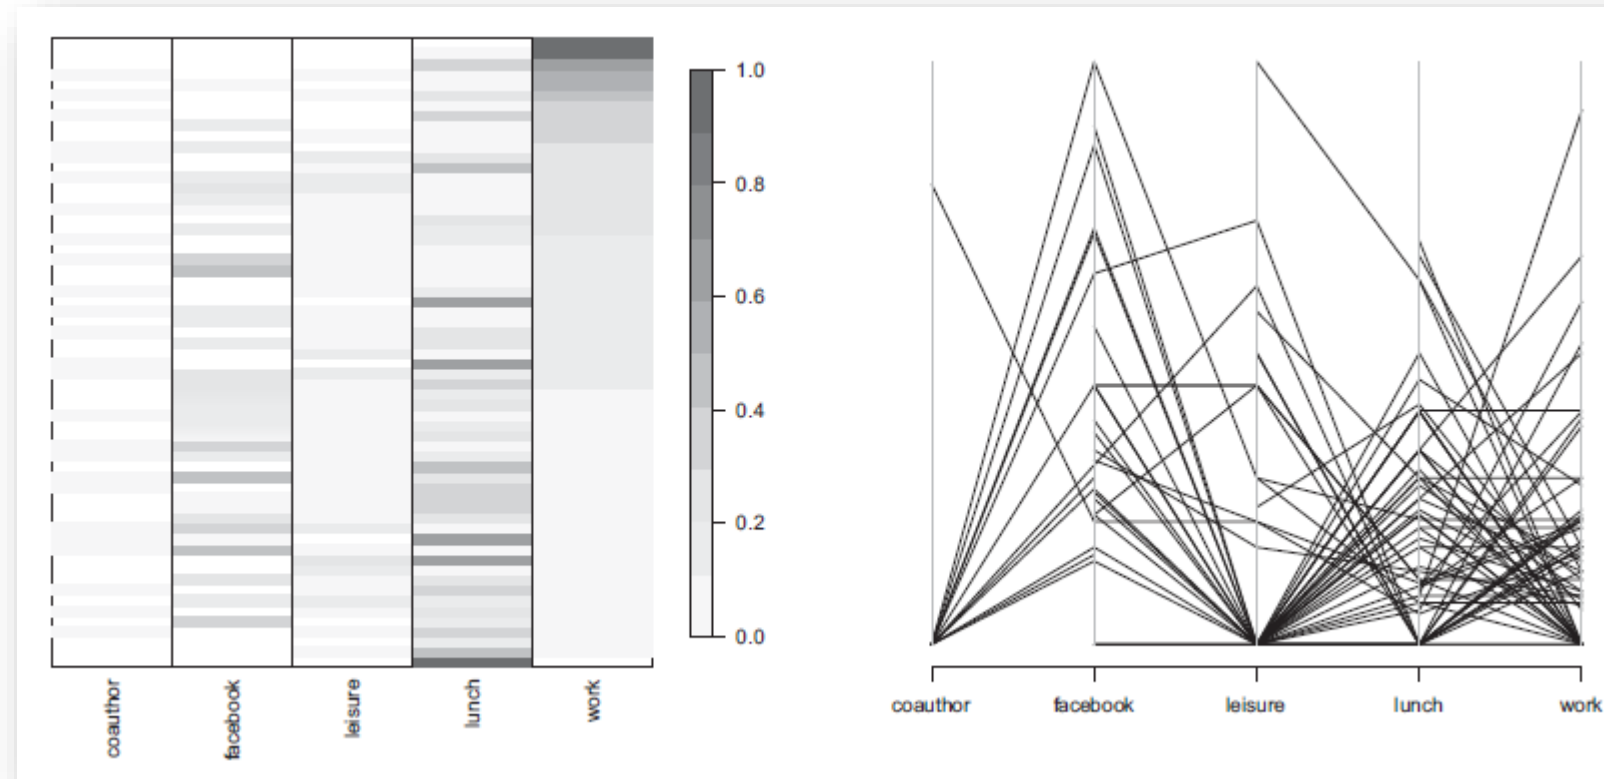 1.0
0.8
0.6
0.4
0.2
0.0
coauthor
facebook
leisure
lunch
work
coauthor facebook leisure lunch work